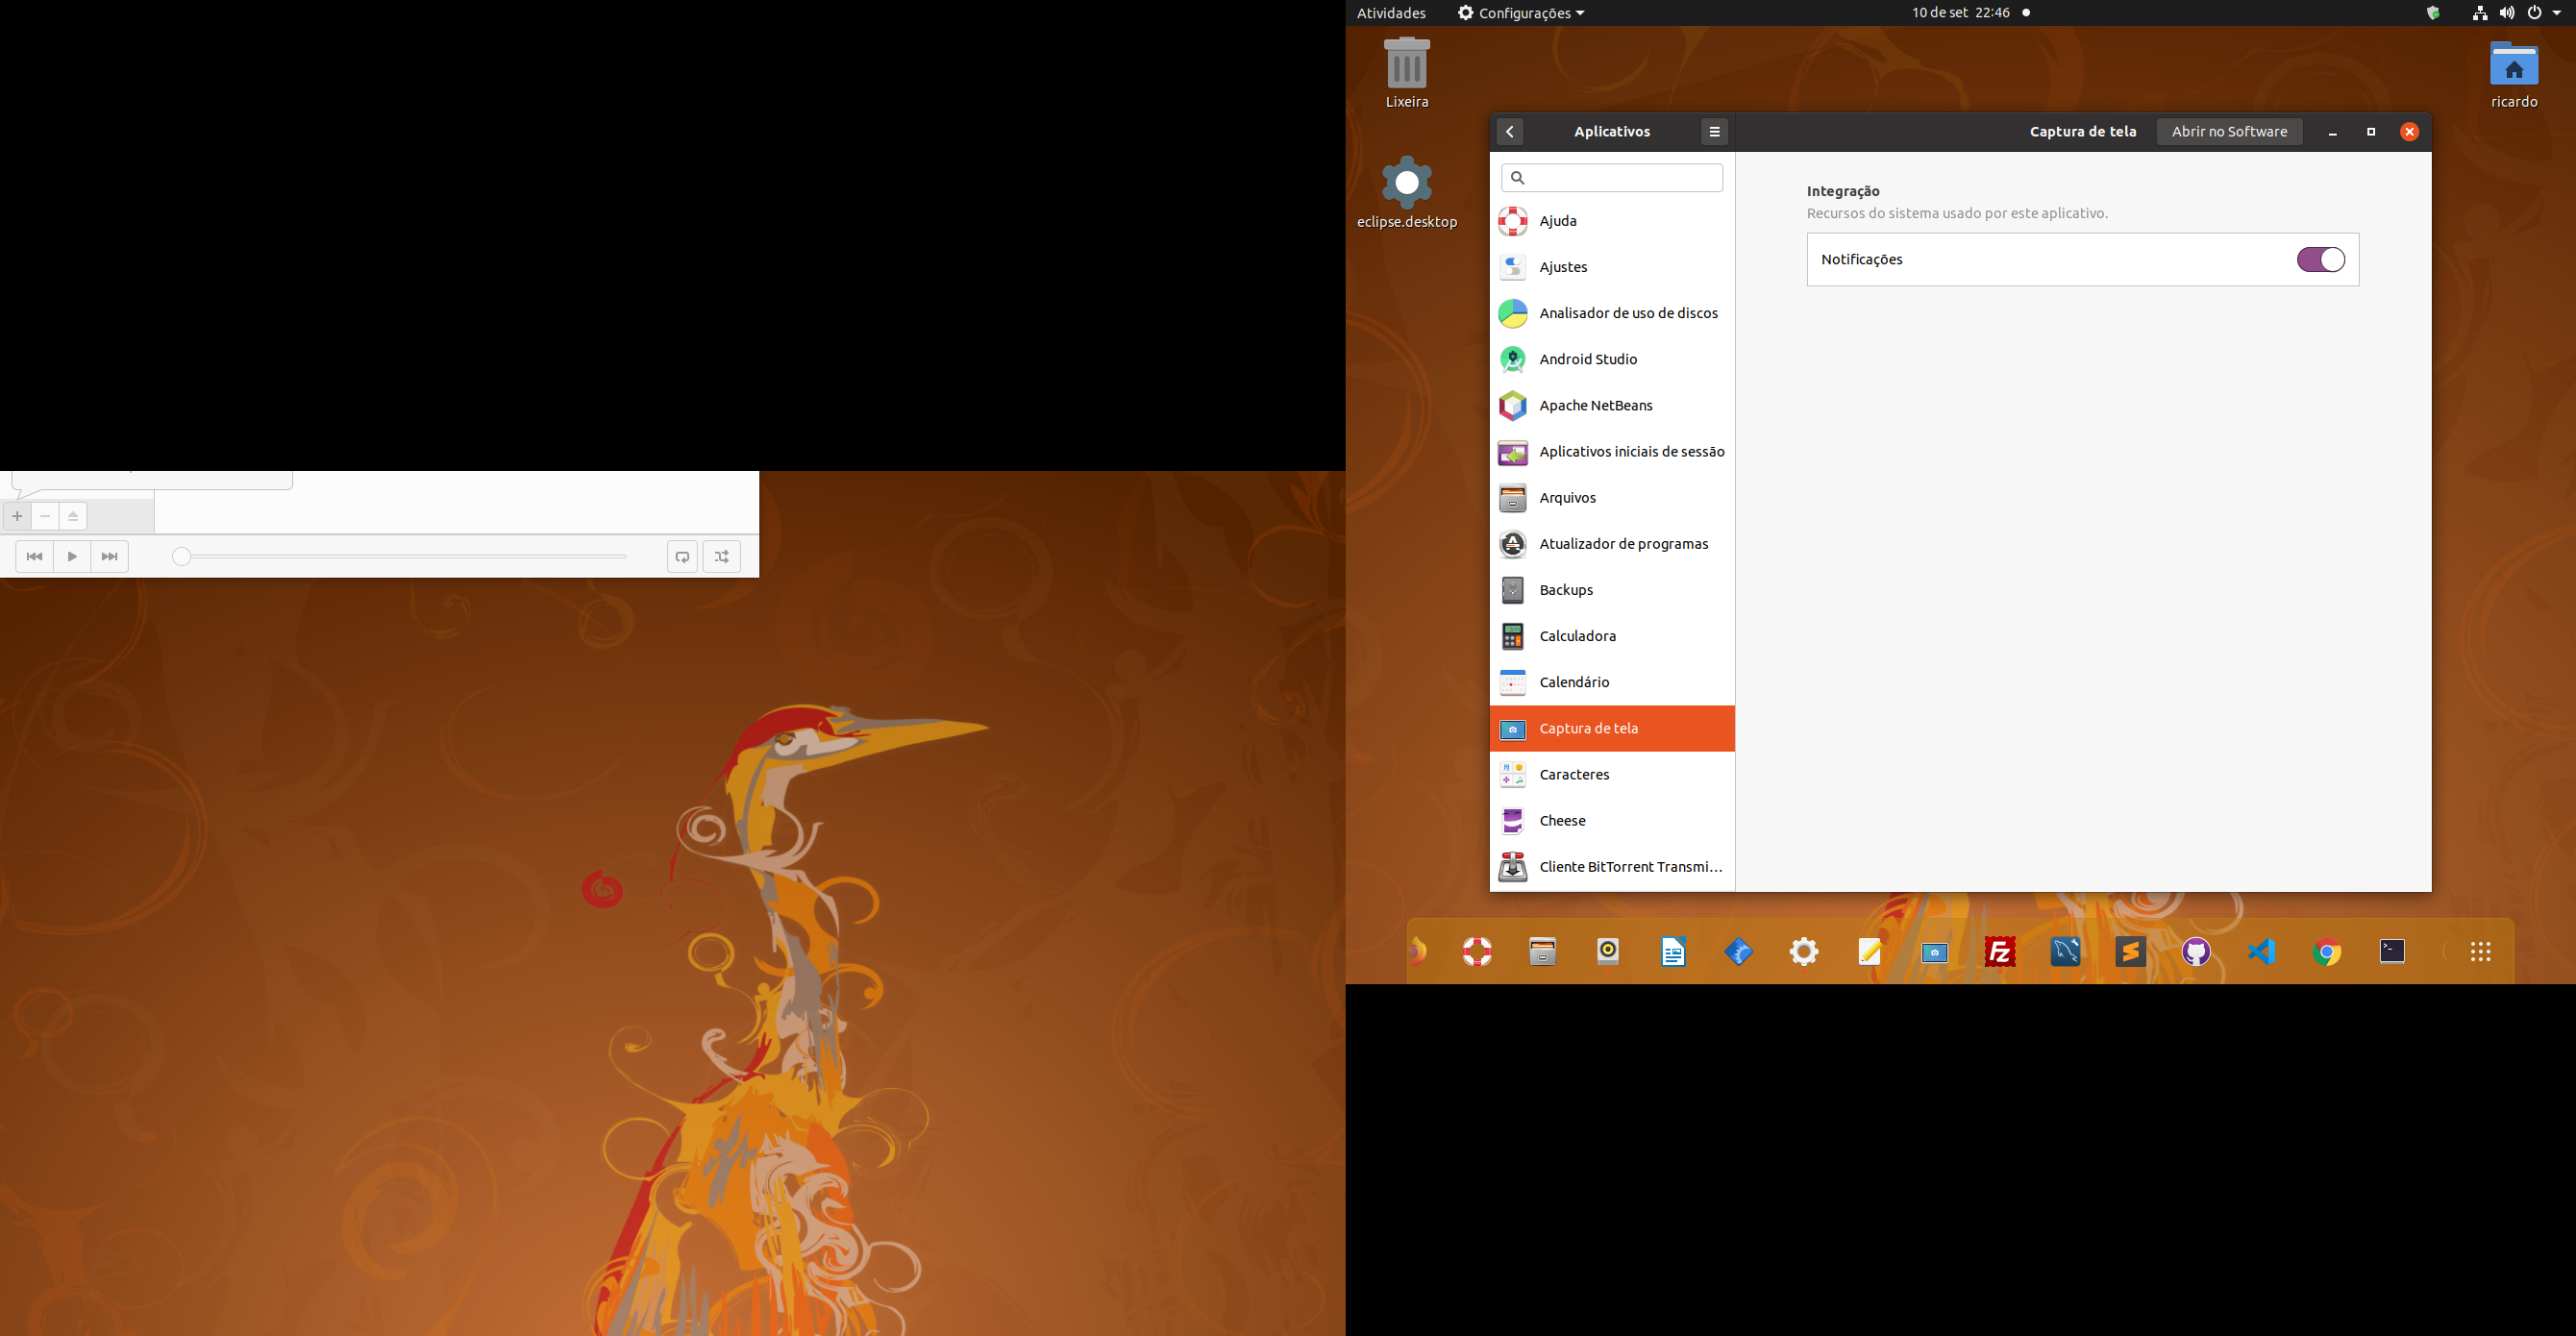 Atividades
Configurações
10 de set 22:46
Lixeira
eclipse.desktop
ricardo
Aplicativos
Captura de tela
Abrir no Software
Ajuda
Ajustes
Analisador de uso de discos
Android Studio
Apache NetBeans
Aplicativos iniciais de sessão
Arquivos
Atualizador de programas
Backups
Calculadora
Calendário
Captura de tela
Caracteres
Cheese
Cliente BitTorrent Transmi...
Integração
Recursos do sistema usado por este aplicativo.
Notificações